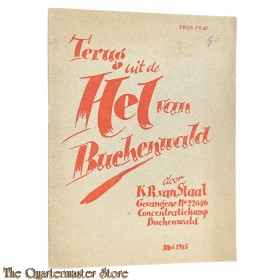 PRIJS f 0.60
Terug
uit de
Hel van
Buchenwald
door
K.R. van Staal
Gevangene No 22046
Concentratiekamp
Buchenwald
Mei 1945
© The Quartermaster Store